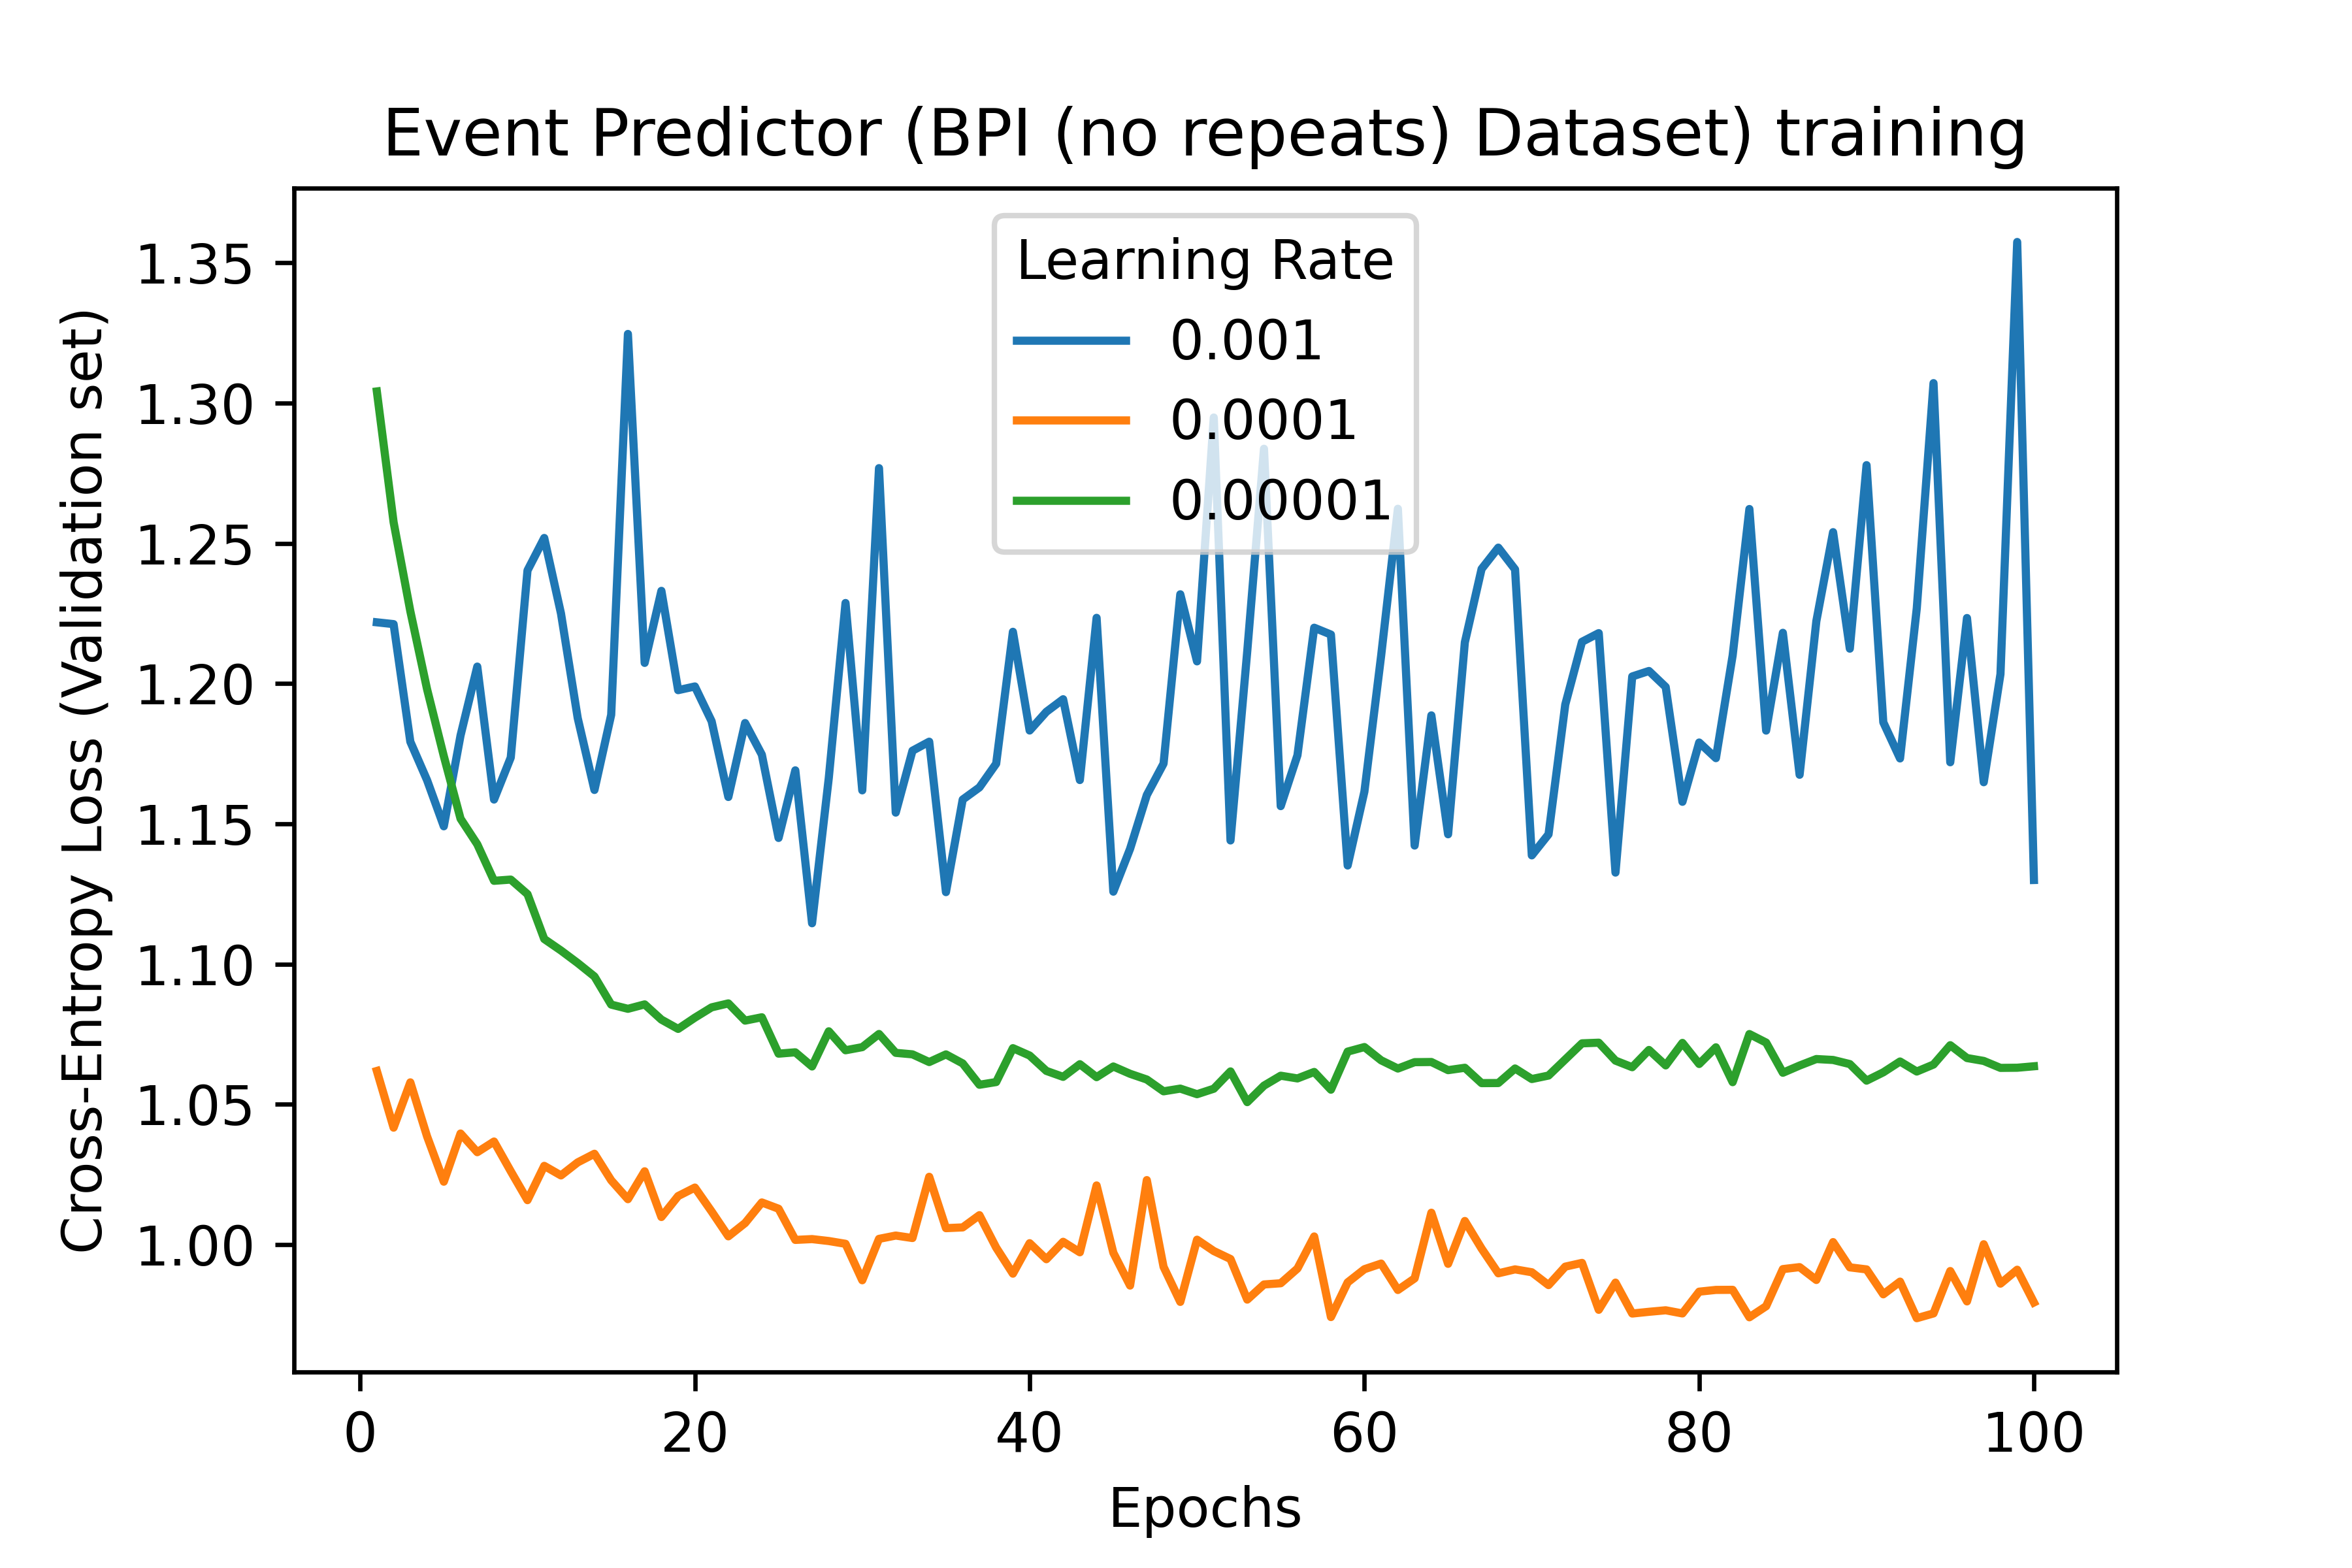 Event Predictor (BPI (no repeats) Dataset) training
Cross-Entropy Loss (Validation set)
1.35
1.30
1.25
1.20
1.15
1.10
1.05
1.00
Learning Rate
0.001
0.0001
0.00001
0 20 40 60 80 100
Epochs